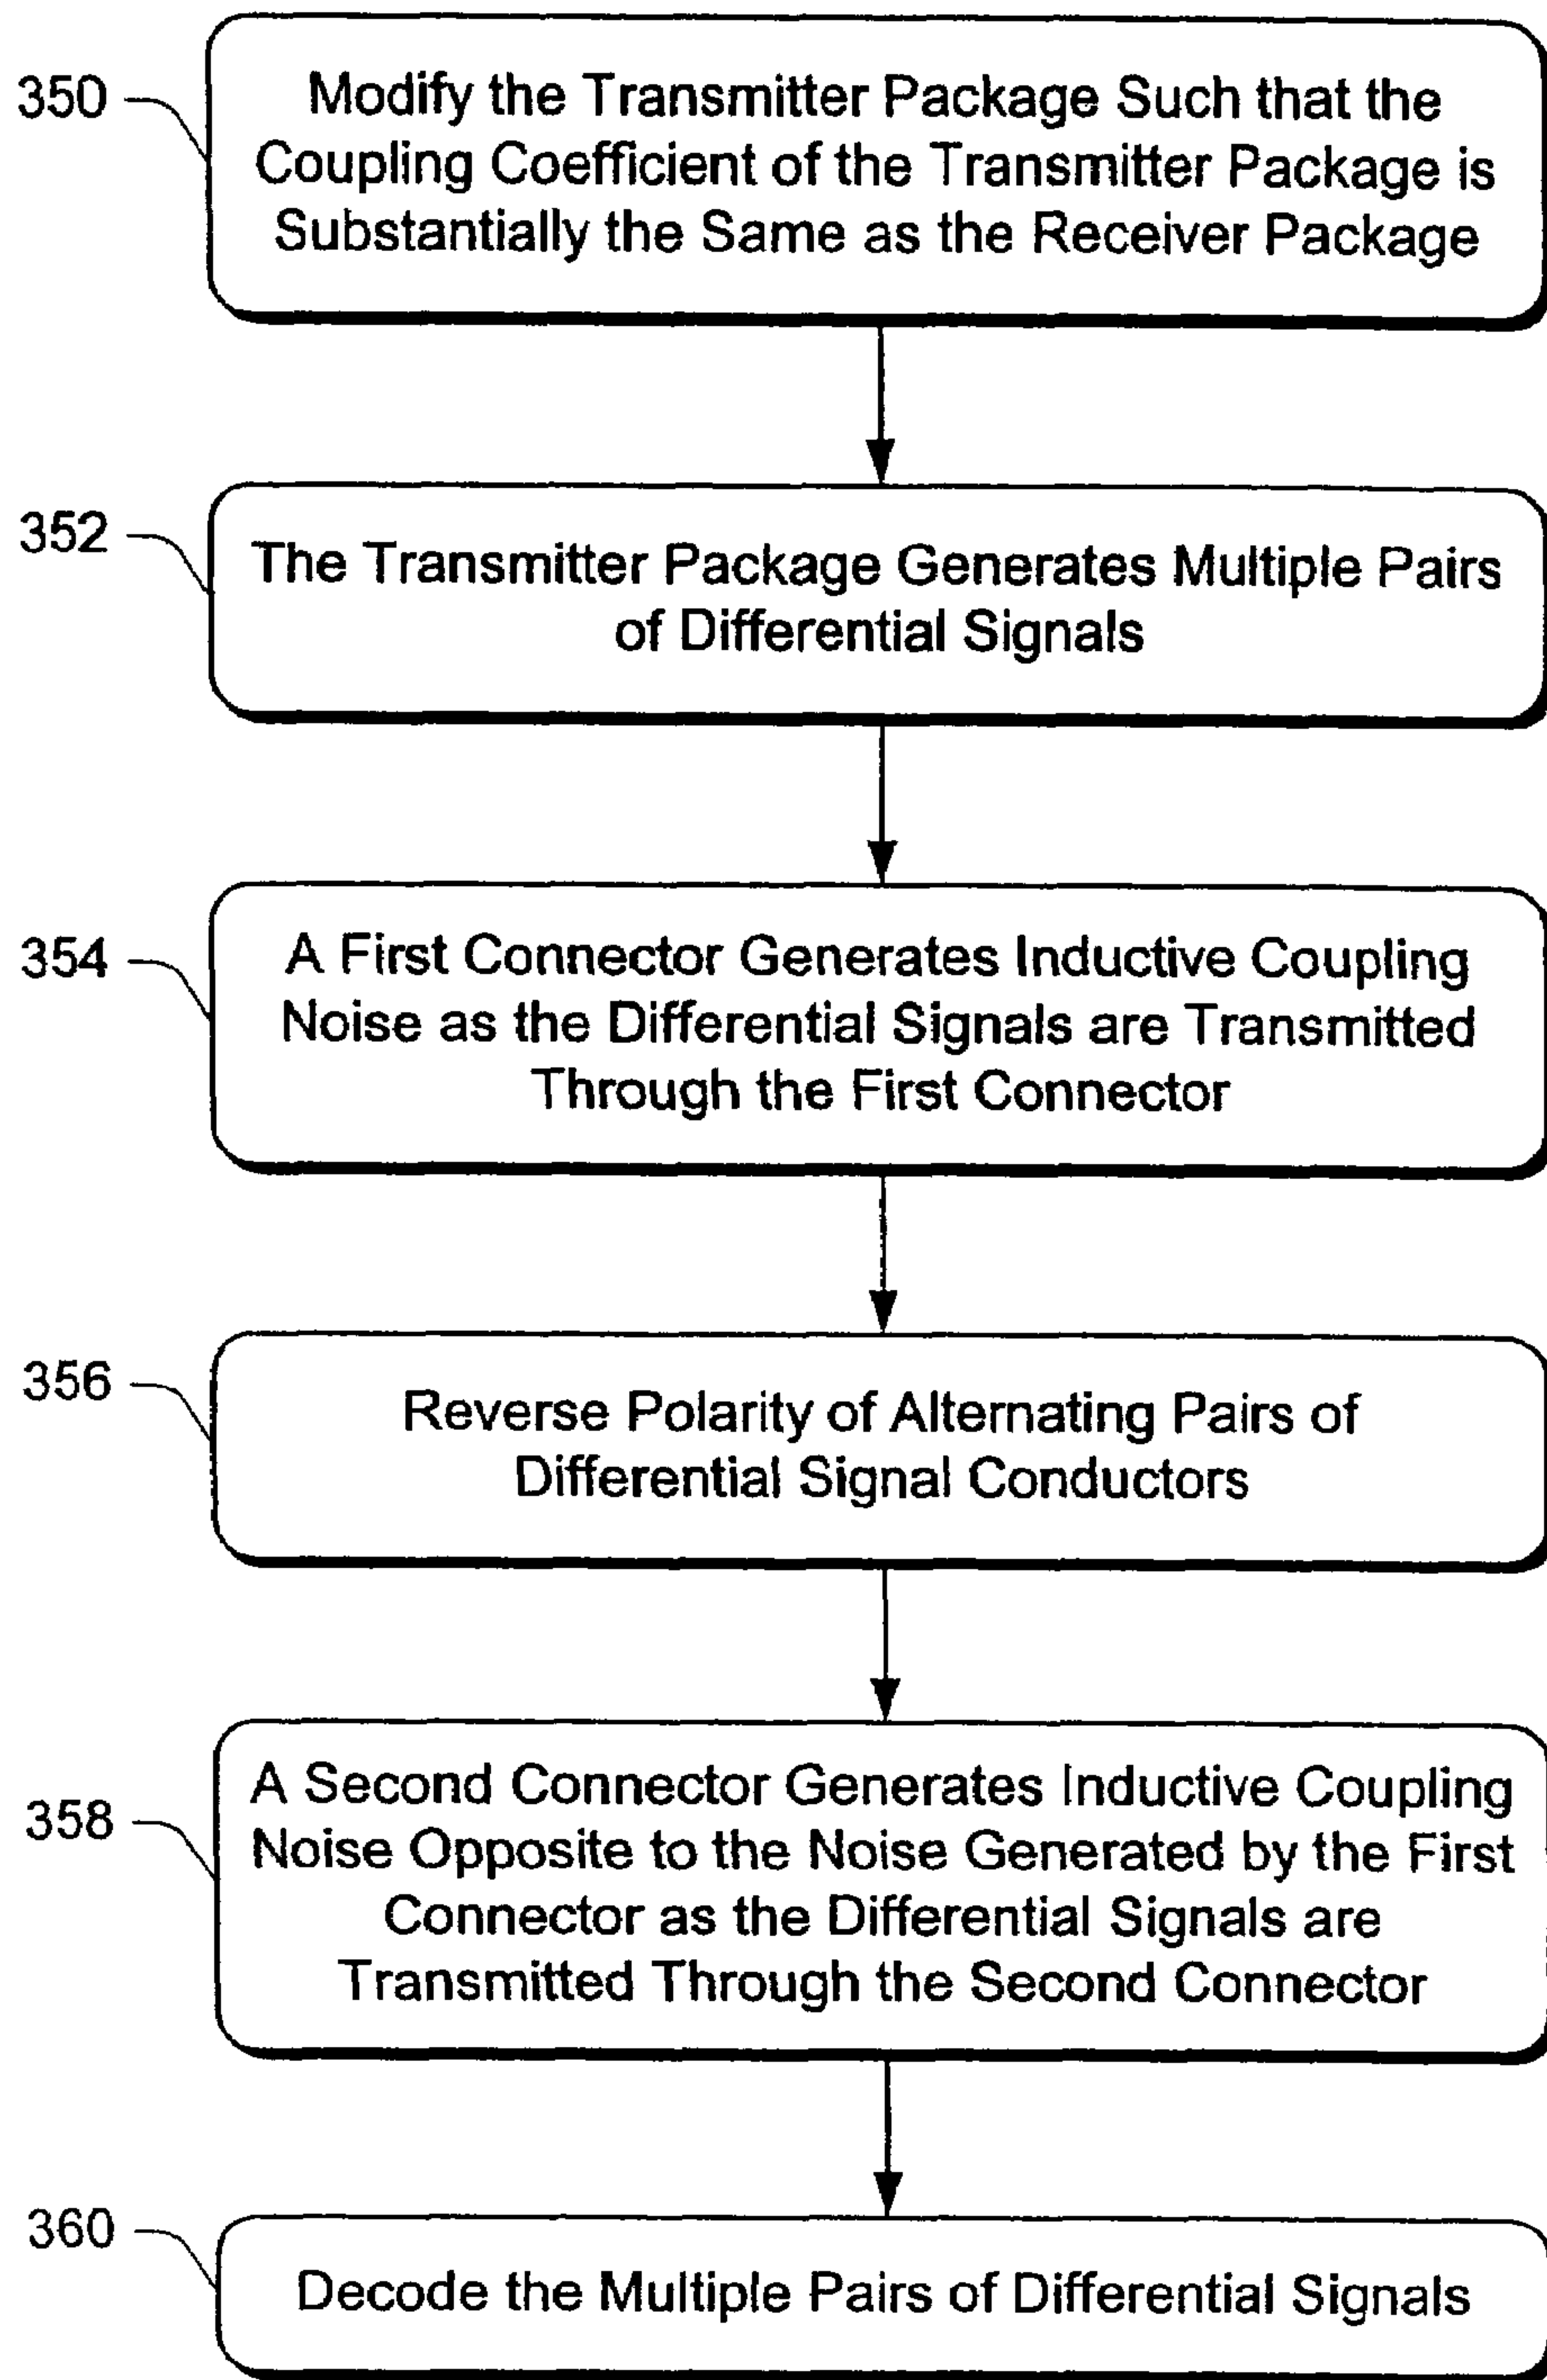 350
Modify the Transmitter Package Such that the
Coupling Coefficient of the Transmitter Package is
Substantially the Same as the Receiver Package
352
The Transmitter Package Generates Multiple Pairs
of Differential Signals
354
A First Connector Generates Inductive Coupling
Noise as the Differential Signals are Transmitted
Through the First Connector
356
Reverse Polarity of Alternating Pairs of
Differential Signal Conductors
358
A Second Connector Generates Inductive Coupling
Noise Opposite to the Noise Generated by the First
Connector as the Differential Signals are
Transmitted Through the Second Connector
360
Decode the Multiple Pairs of Differential Signals